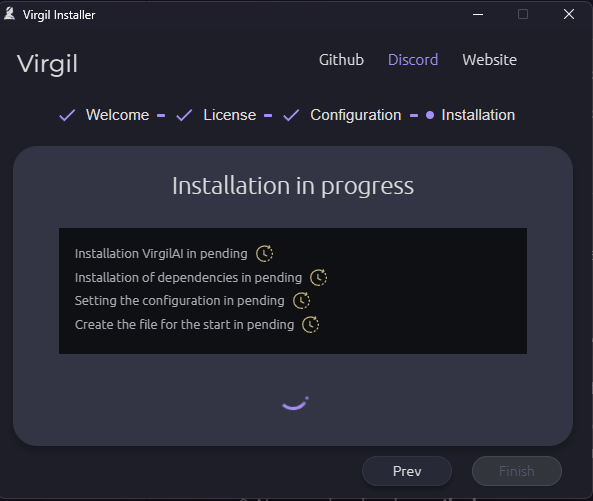 Virgil Installer
Virgil
Github Discord Website
Welcome License Configuration Installation
Installation in progress
Installation VirgilAI in pending
Installation of dependencies in pending
Setting the configuration in pending
Create the file for the start in pending
Prev Finish